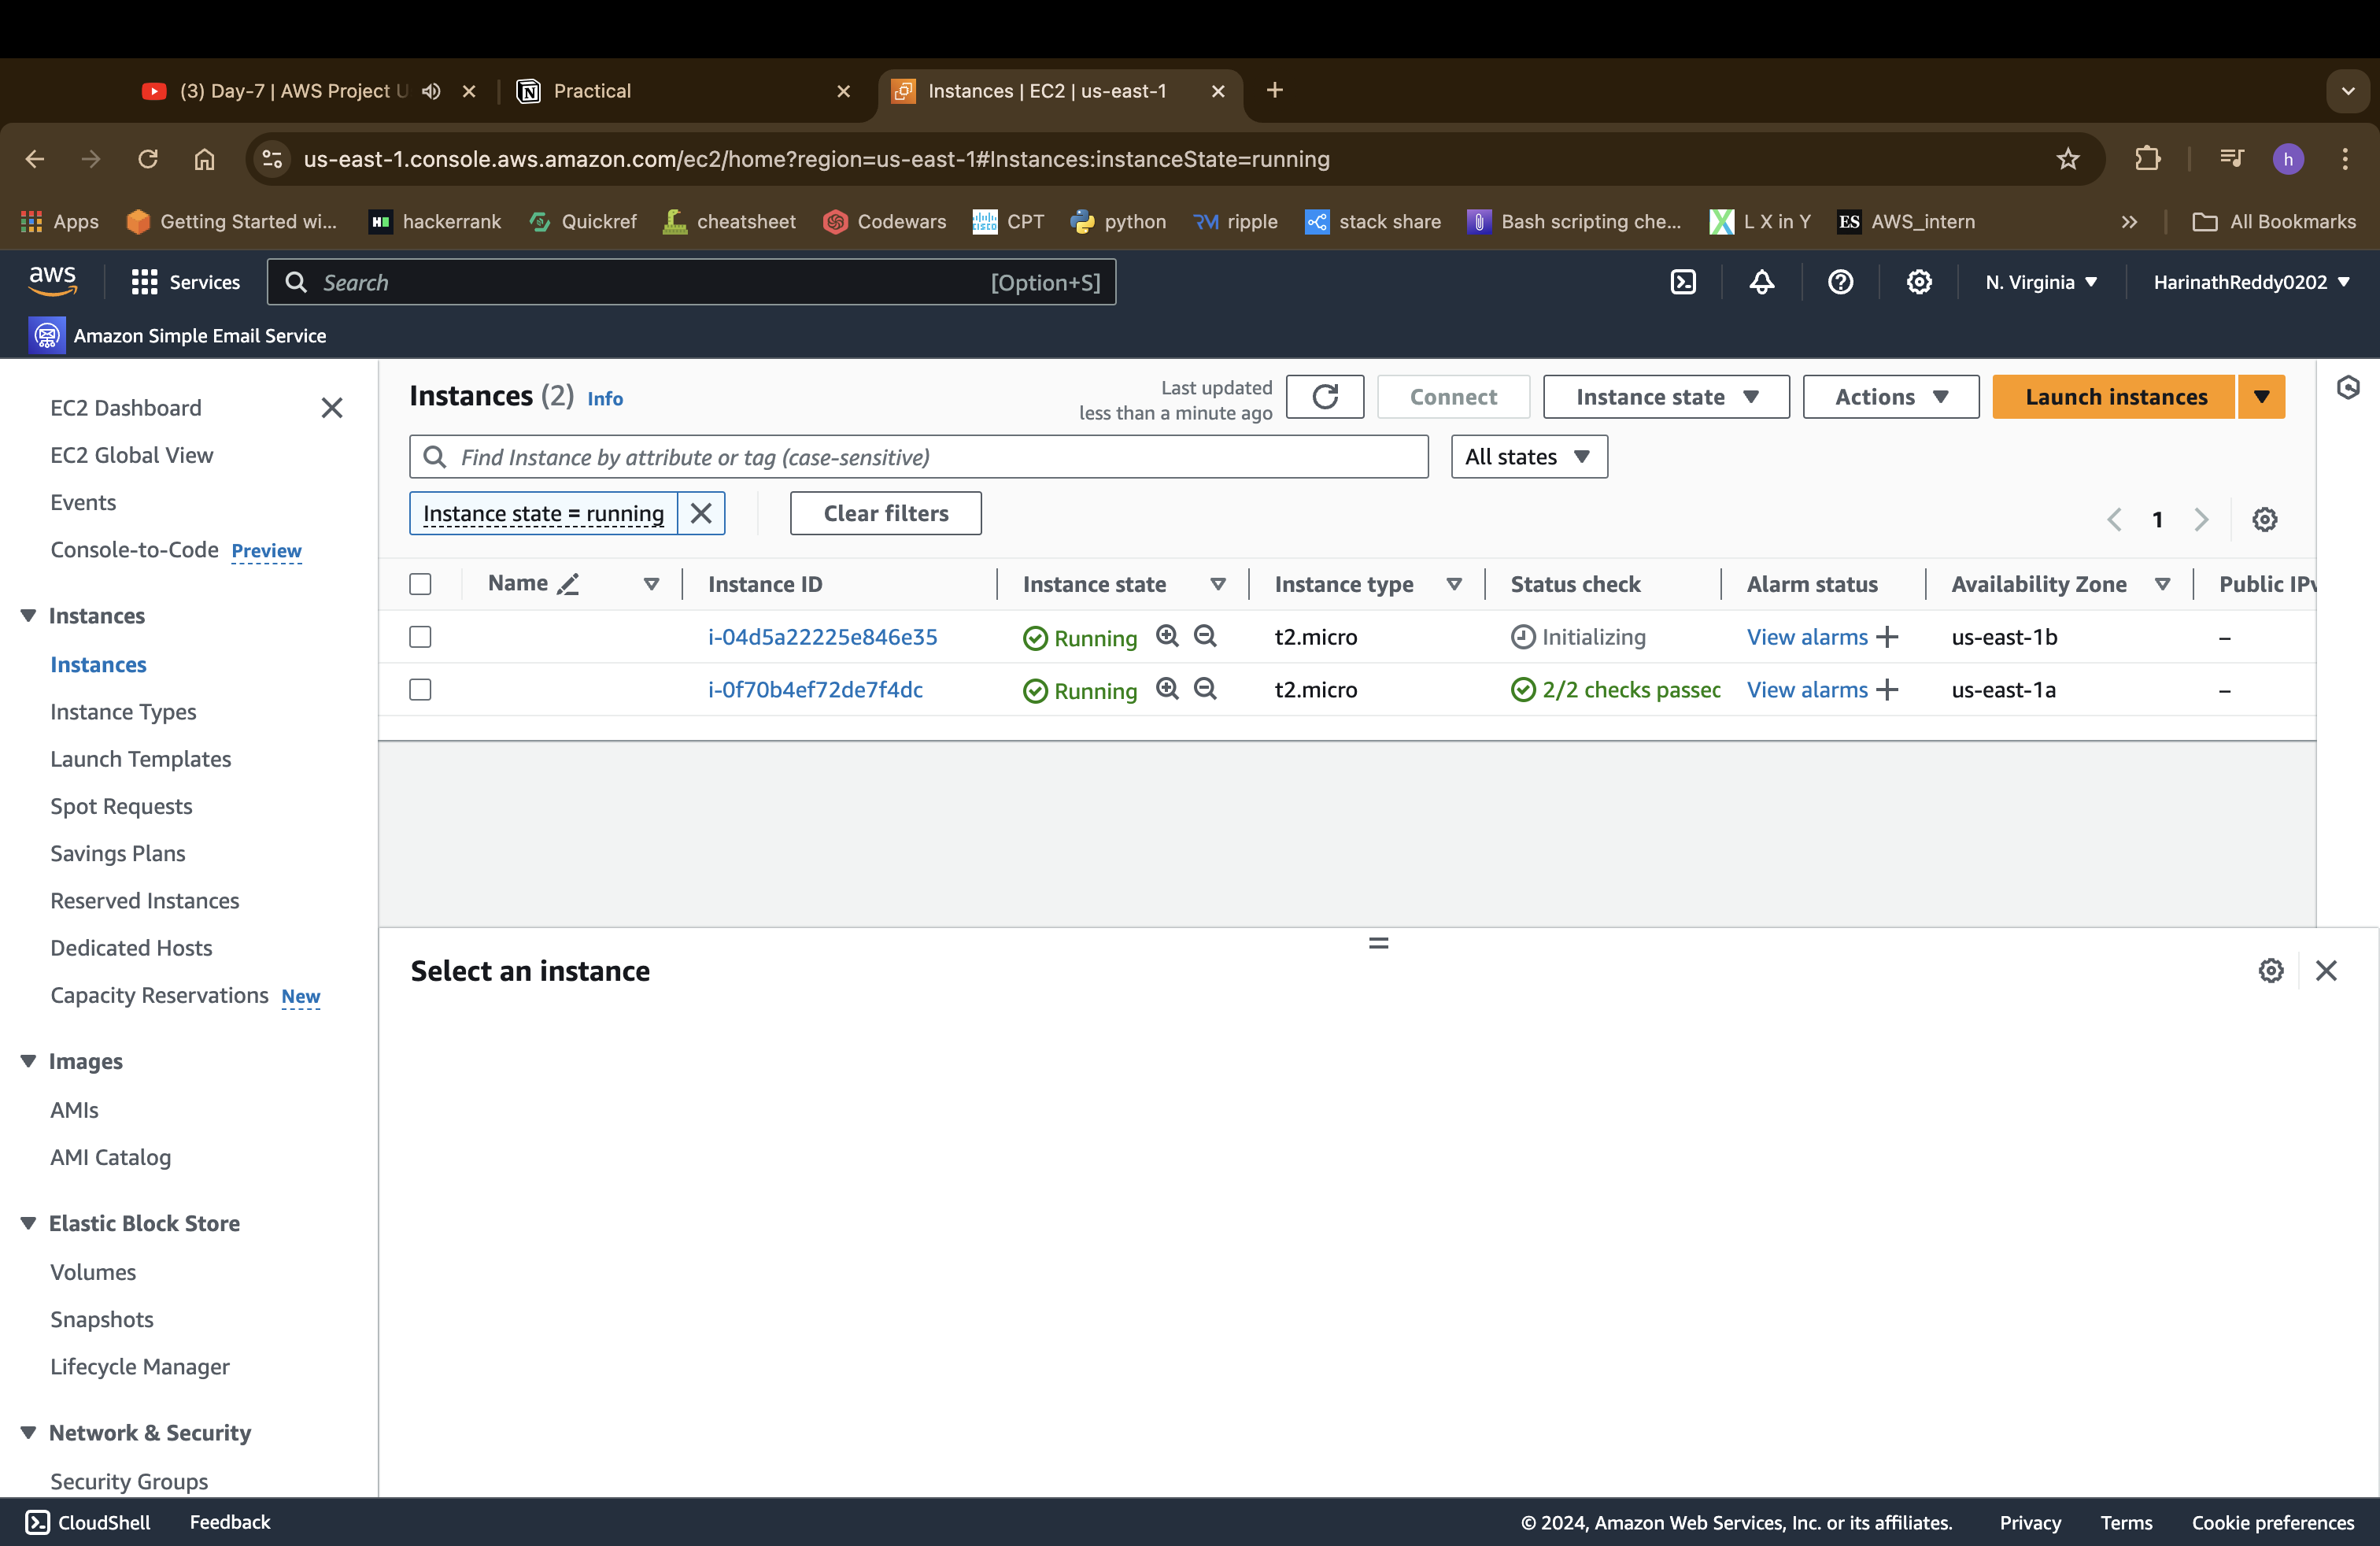 (3) Day-7 | AWS Project U
Practical
Instances | EC2 | us-east-1
us-east-1.console.aws.amazon.com/ec2/home?region=us-east-1#Instances:instanceState=running
h
Apps
Getting Started wi...
hackerrank
Quickref
cheatsheet
Codewars
CPT
python
ripple
stack share
Bash scripting che...
L X in Y
ES AWS_intern
All Bookmarks
aws
Services
Search
[Option+S]
N. Virginia
HarinathReddy0202
Amazon Simple Email Service
EC2 Dashboard
EC2 Global View
Events
Console-to-Code Preview
Instances
Instances
Instance Types
Launch Templates
Spot Requests
Savings Plans
Reserved Instances
Dedicated Hosts
Capacity Reservations New
Images
AMIs
AMI Catalog
Elastic Block Store
Volumes
Snapshots
Lifecycle Manager
Network & Security
Security Groups
Instances (2) Info
Last updated
less than a minute ago
Connect
Instance state
Actions
Launch instances
Find Instance by attribute or tag (case-sensitive)
All states
Instance state = running
Clear filters
1
Name Instance ID Instance state Instance type Status check Alarm status Availability Zone Public IPv
i-04d5a22225e846e35 Running t2.micro Initializing View alarms + us-east-1b –
i-0f70b4ef72de7f4dc Running t2.micro 2/2 checks passec View alarms + us-east-1a –
Select an instance
CloudShell
Feedback
© 2024, Amazon Web Services, Inc. or its affiliates.
Privacy
Terms
Cookie preferences